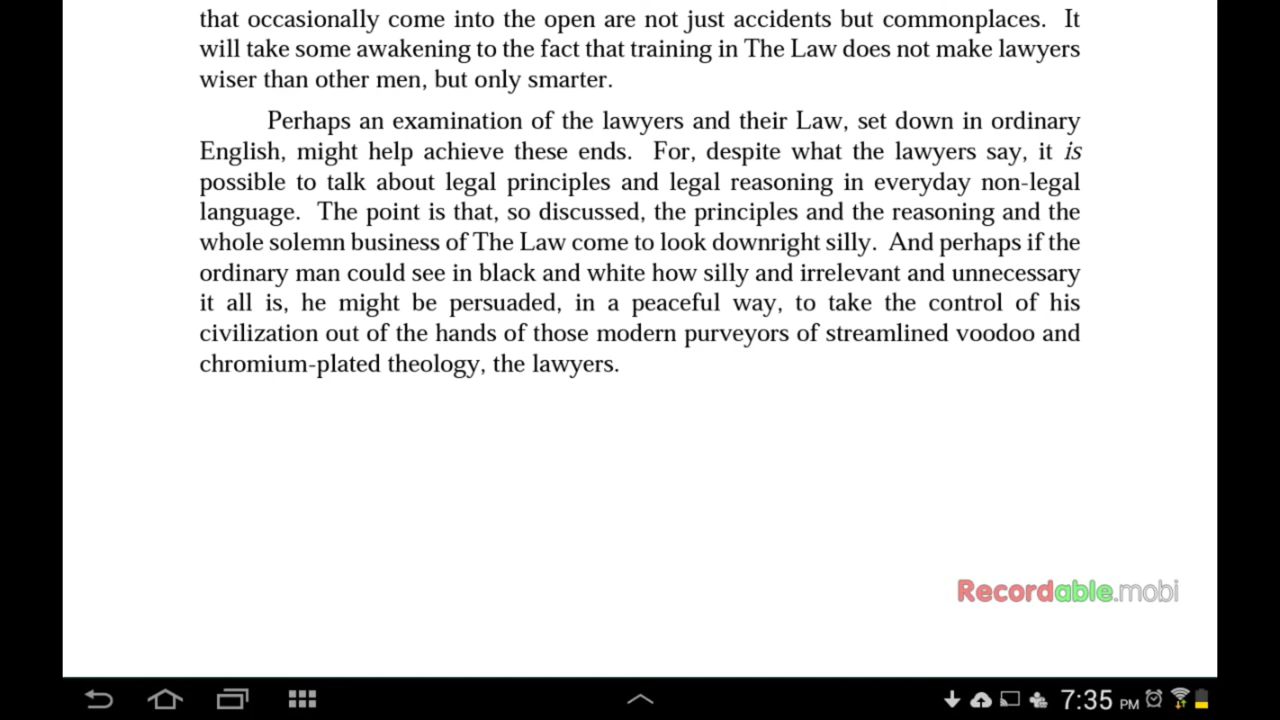 that occasionally come into the open are not just accidents but commonplaces.  It
will take some awakening to the fact that training in The Law does not make lawyers
wiser than other men, but only smarter.
Perhaps an examination of the lawyers and their Law, set down in ordinary
English, might help achieve these ends.  For, despite what the lawyers say, it is
possible to talk about legal principles and legal reasoning in everyday non-legal
language.  The point is that, so discussed, the principles and the reasoning and the
whole solemn business of The Law come to look downright silly.  And perhaps if the
ordinary man could see in black and white how silly and irrelevant and unnecessary
it all is, he might be persuaded, in a peaceful way, to take the control of his
civilization out of the hands of those modern purveyors of streamlined voodoo and
chromium-plated theology, the lawyers.
Recordable.mobi
7:35 PM